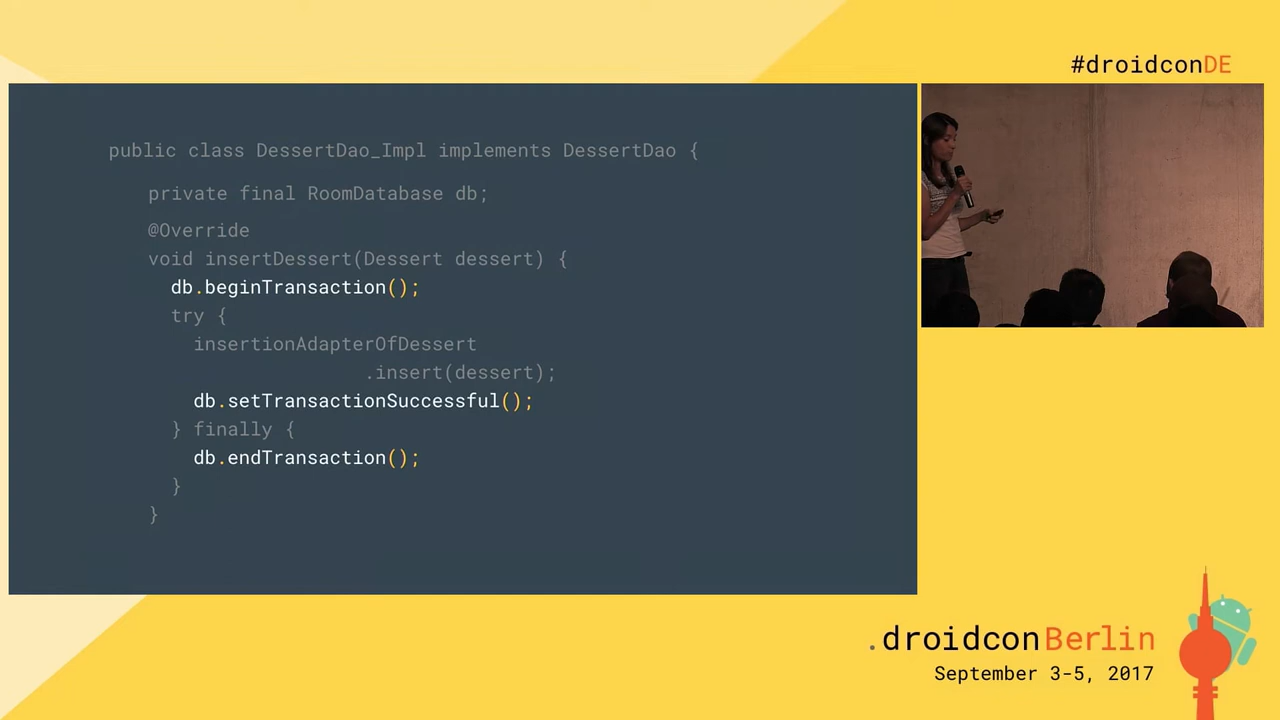 #droidconDE
public class DessertDao_Impl implements DessertDao {
private final RoomDatabase db;
@Override
void insertDessert(Dessert dessert) {
db.beginTransaction();
try {
insertionAdapterOfDessert
.insert(dessert);
db.setTransactionSuccessful();
} finally {
db.endTransaction();
}
}
.droidconBerlin
September 3-5, 2017